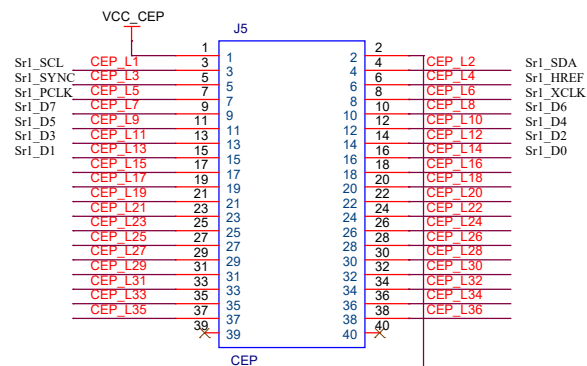 VCC_CEP
J5
1 1 2 2
Sr1_SCL CEP_L1 3 3 4 4 CEP_L2 Sr1_SDA
Sr1_SYNC CEP_L3 5 5 6 6 CEP_L4 Sr1_HREF
Sr1_PCLK CEP_L5 7 7 8 8 CEP_L6 Sr1_XCLK
Sr1_D7 CEP_L7 9 9 10 10 CEP_L8 Sr1_D6
Sr1_D5 CEP_L9 11 11 12 12 CEP_L10 Sr1_D4
Sr1_D3 CEP_L11 13 13 14 14 CEP_L12 Sr1_D2
Sr1_D1 CEP_L13 15 15 16 16 CEP_L14 Sr1_D0
CEP_L15 17 17 18 18 CEP_L16
CEP_L17 19 19 20 20 CEP_L18
CEP_L19 21 21 22 22 CEP_L20
CEP_L21 23 23 24 24 CEP_L22
CEP_L23 25 25 26 26 CEP_L24
CEP_L25 27 27 28 28 CEP_L26
CEP_L27 29 29 30 30 CEP_L28
CEP_L29 31 31 32 32 CEP_L30
CEP_L31 33 33 34 34 CEP_L32
CEP_L33 35 35 36 36 CEP_L34
CEP_L35 37 37 38 38 CEP_L36
39 39 40 40
CEP